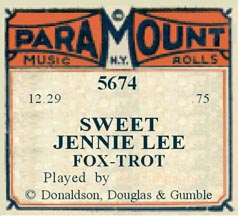 ©
PARAMOUNT
MUSIC N.Y. ROLLS
5674
12.29 .75
SWEET
JENNIE LEE
FOX-TROT
Played by
© Donaldson, Douglas & Gumble